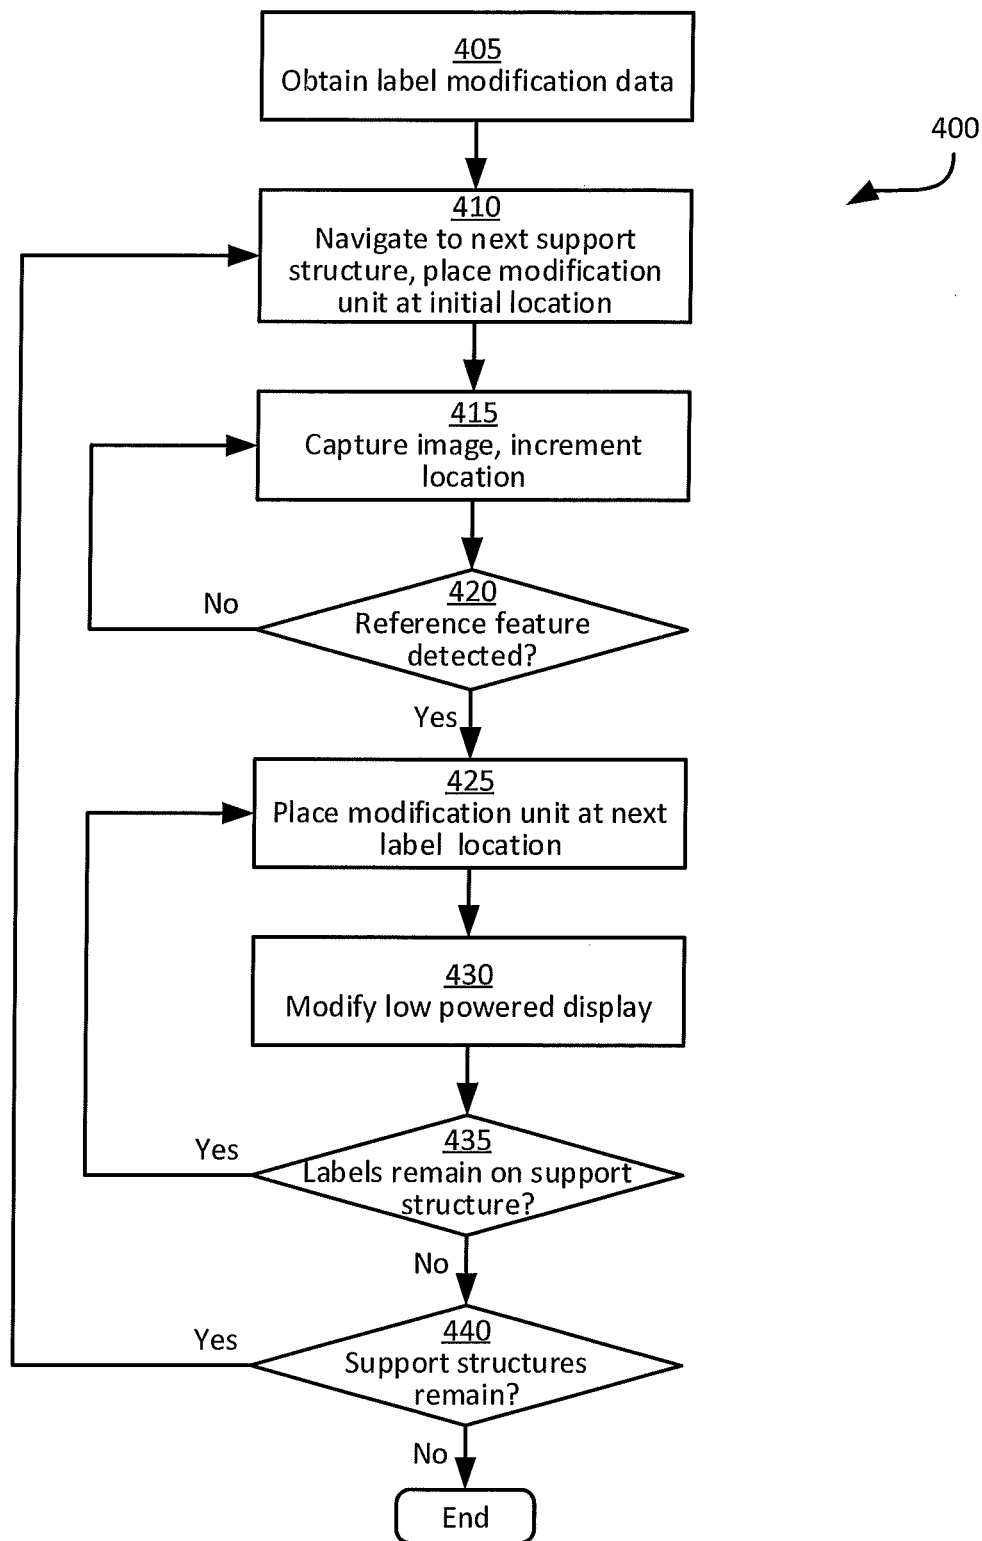 405
Obtain label modification data
400
410
Navigate to next support
structure, place modification
unit at initial location
415
Capture image, increment
location
420
Reference feature
detected?
No
Yes
425
Place modification unit at next
label location
430
Modify low powered display
435
Labels remain on support
structure?
Yes
No
440
Support structures
remain?
Yes
No
End